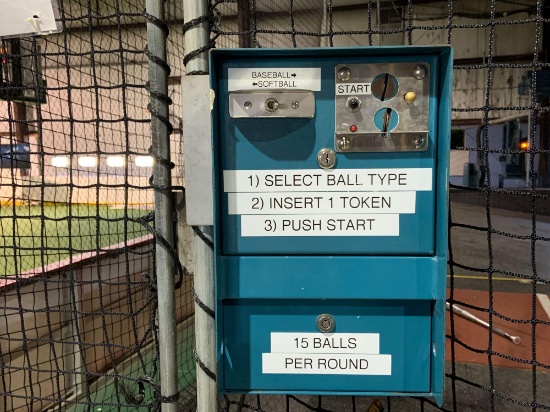 BASEBALL→
←SOFTBALL
START
1) SELECT BALL TYPE
2) INSERT 1 TOKEN
3) PUSH START
15 BALLS
PER ROUND